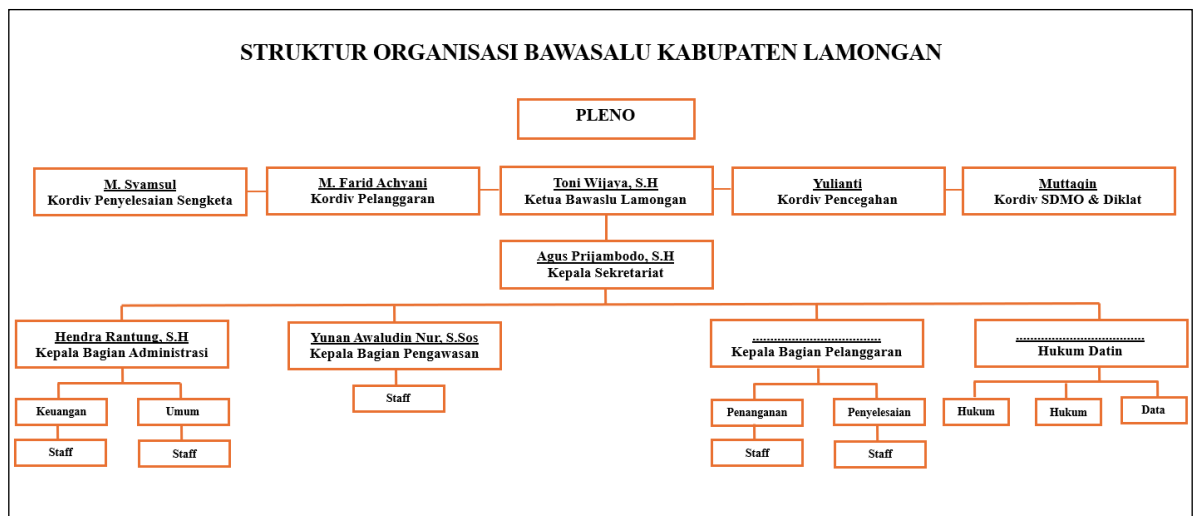 STRUKTUR ORGANISASI BAWASALU KABUPATEN LAMONGAN
PLENO
M. Syamsul
Kordiv Penyelesaian Sengketa
M. Farid Achyani
Kordiv Pelanggaran
Toni Wijaya, S.H
Ketua Bawaslu Lamongan
Yulianti
Kordiv Pencegahan
Muttaqin
Kordiv SDMO & Diklat
Agus Prijambodo, S.H
Kepala Sekretariat
Hendra Rantung, S.H
Kepala Bagian Administrasi
Yunan Awaludin Nur, S.Sos
Kepala Bagian Pengawasan
....................................
Kepala Bagian Pelanggaran
....................................
Hukum Datin
Keuangan
Umum
Staff
Penanganan
Penyelesaian
Hukum
Hukum
Data
Staff
Staff
Staff
Staff